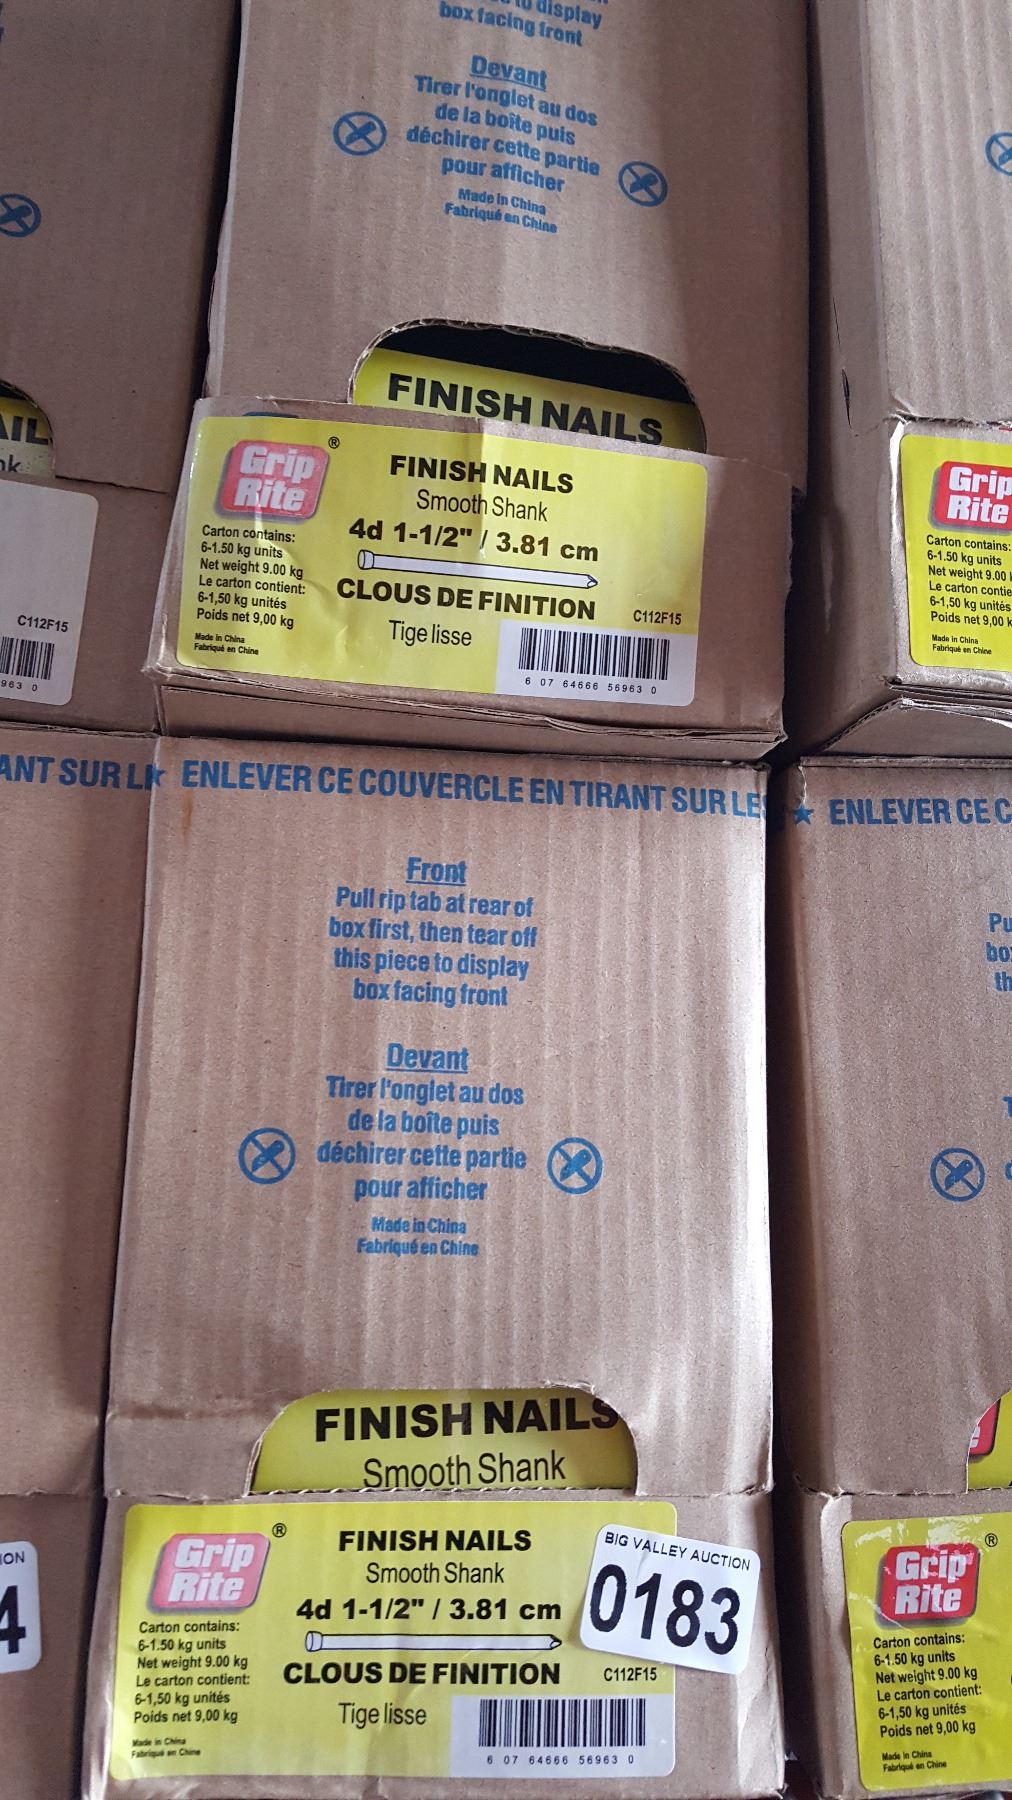 to display
box facing front
Devant
Tirer l'onglet au dos
de la boîte puis
déchirer cette partie
pour afficher
Made in China
Fabriqué en Chine
FINISH NAILS
Grip Rite ®
FINISH NAILS
Smooth Shank
4d 1-1/2" / 3.81 cm
CLOUS DE FINITION
Tige lisse
C112F15
Carton contains:
6-1.50 kg units
Net weight 9.00 kg
Le carton contient:
6-1,50 kg unités
Poids net 9,00 kg
Made in China
Fabriqué en Chine
6 07 64666 56963 0
C112F15
963 0
Grip
Rite
Carton contains:
6-1.50 kg units
Net weight 9.00
Le carton
6-1,50 kg unités
Poids net 9,00
Made in China
Fabriqué en Chine
ANT SUR
ENLEVER CE COUVERCLE EN TIRANT SUR LES
★ ENLEVER CE C
Front
Pull rip tab at rear of
box first, then tear off
this piece to display
box facing front
Devant
Tirer l'onglet au dos
de la boîte puis
déchirer cette partie
pour afficher
Made in China
Fabriqué en Chine
FINISH NAILS
Smooth Shank
Grip Rite ®
FINISH NAILS
Smooth Shank
4d 1-1/2" / 3.81 cm
CLOUS DE FINITION
Tige lisse
C112F15
Carton contains:
6-1.50 kg units
Net weight 9.00 kg
Le carton contient:
6-1,50 kg unités
Poids net 9,00 kg
Made in China
Fabriqué en Chine
6 07 64666 56963 0
BIG VALLEY AUCTION
0183
4
Grip
Rite ®
Carton contains:
6-1.50 kg units
Net weight 9.00 kg
Le carton contient:
6-1,50 kg unités
Poids net 9,00 kg
Made in China
Fabriqué en Chine